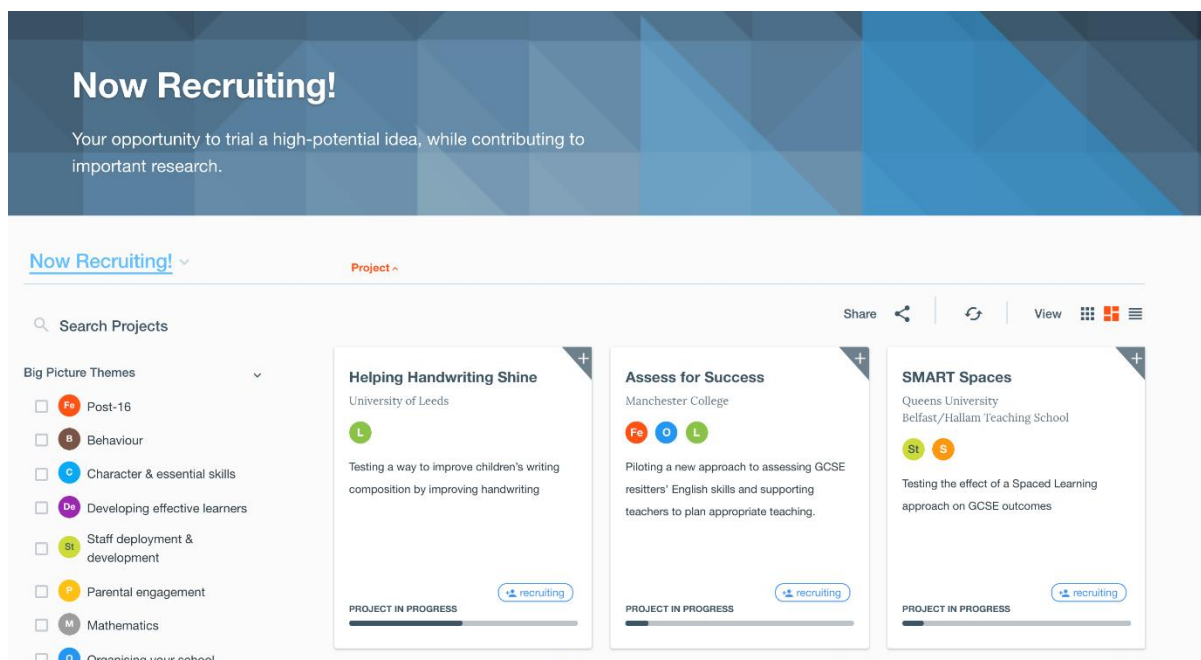 Now Recruiting!
Your opportunity to trial a high-potential idea, while contributing to
important research.
Now Recruiting!
Project
Share
View
Search Projects
Big Picture Themes
Fe Post-16
B Behaviour
C Character & essential skills
De Developing effective learners
St Staff deployment &
development
P Parental engagement
M Mathematics
O Organising your school
Helping Handwriting Shine
University of Leeds
L
Testing a way to improve children's writing
composition by improving handwriting
recruiting
PROJECT IN PROGRESS
Assess for Success
Manchester College
Fe O L
Piloting a new approach to assessing GCSE
resitters' English skills and supporting
teachers to plan appropriate teaching.
recruiting
PROJECT IN PROGRESS
SMART Spaces
Queens University
Belfast/Hallam Teaching School
St S
Testing the effect of a Spaced Learning
approach on GCSE outcomes
recruiting
PROJECT IN PROGRESS